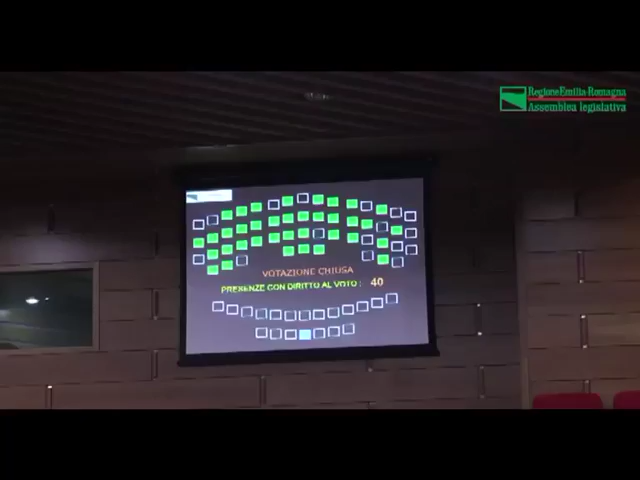 RegioneEmilia Romagna
Assemblea legislativa
VOTAZIONE CHIUSA
PRESENZE CON DIRITTO AL VOTO : 40